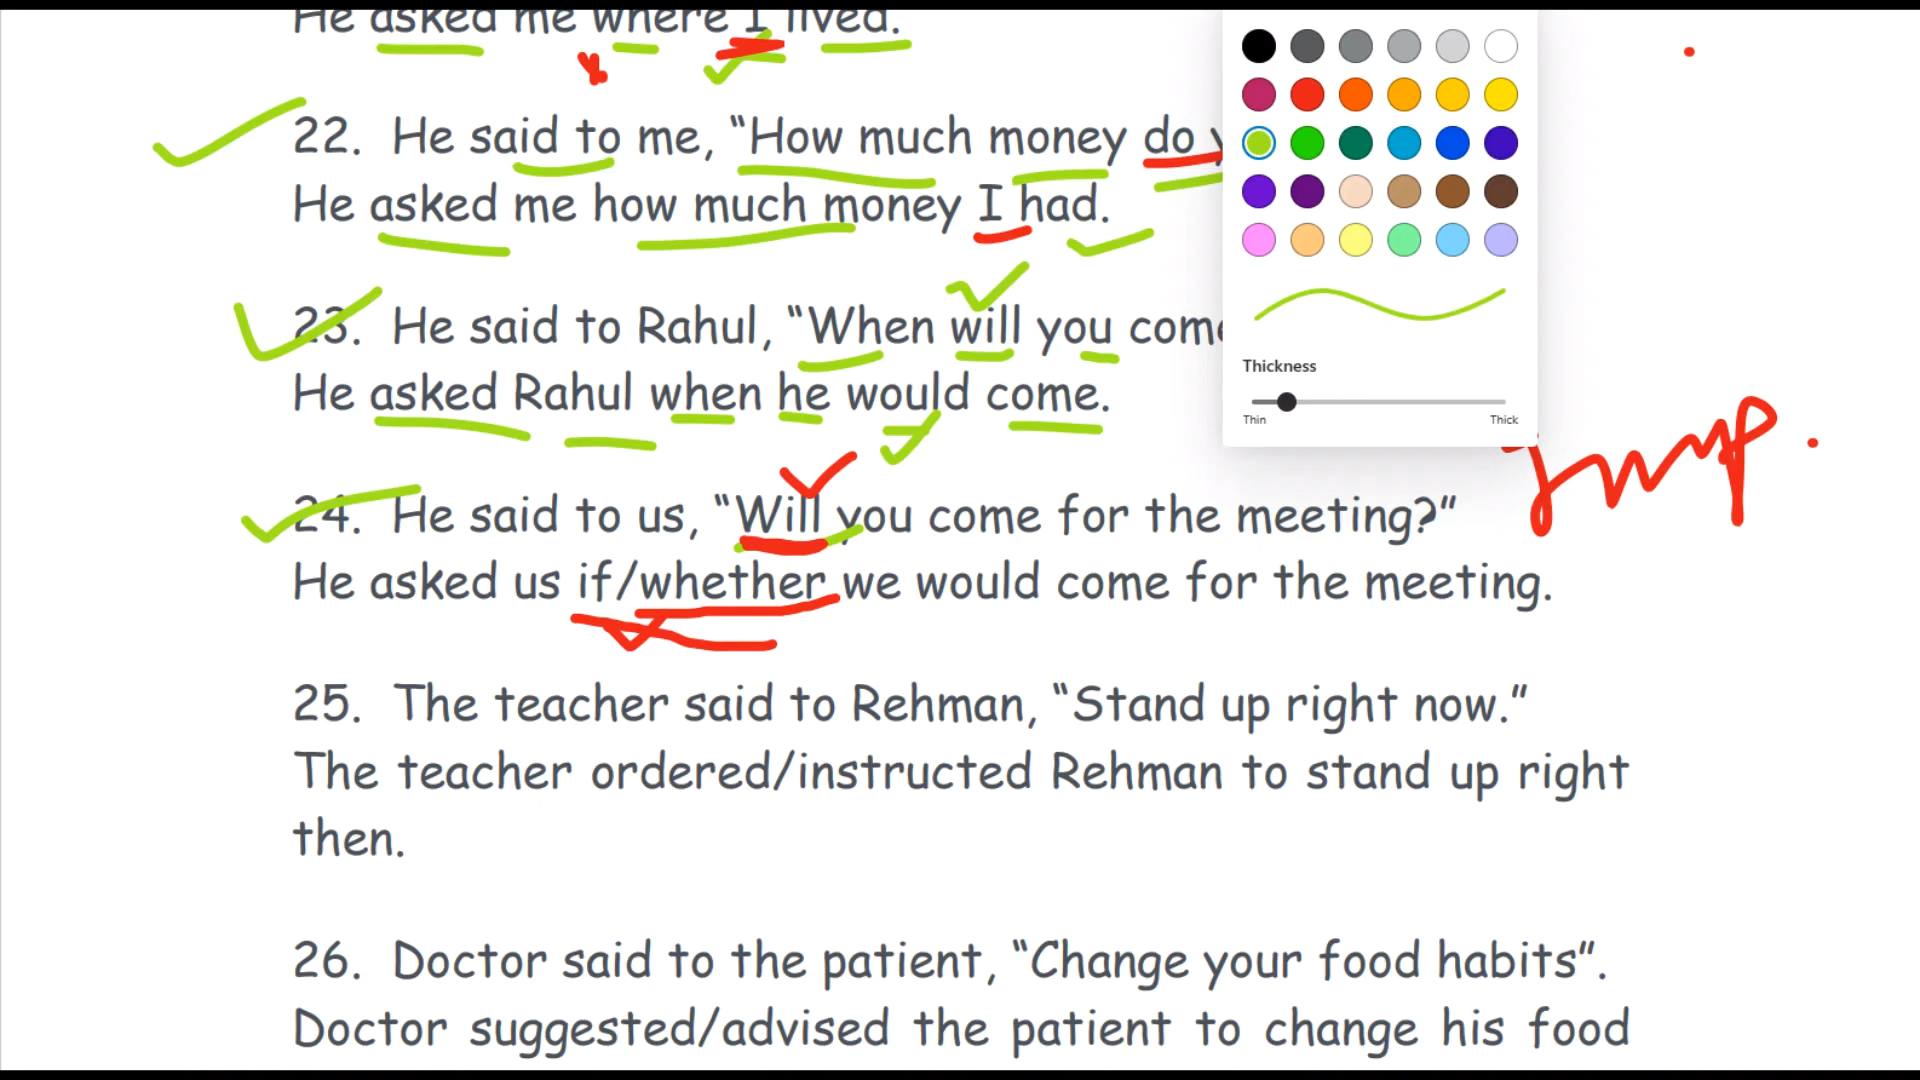 He asked me where I lived.
22. He said to me, “How much money do
He asked me how much money I had.
23. He said to Rahul, “When will you come
He asked Rahul when he would come.
24. He said to us, “Will you come for the meeting?”
He asked us if/whether we would come for the meeting.
25. The teacher said to Rehman, “Stand up right now.”
The teacher ordered/instructed Rehman to stand up right
then.
26. Doctor said to the patient, “Change your food habits”.
Doctor suggested/advised the patient to change his food
Thickness
Thin Thick